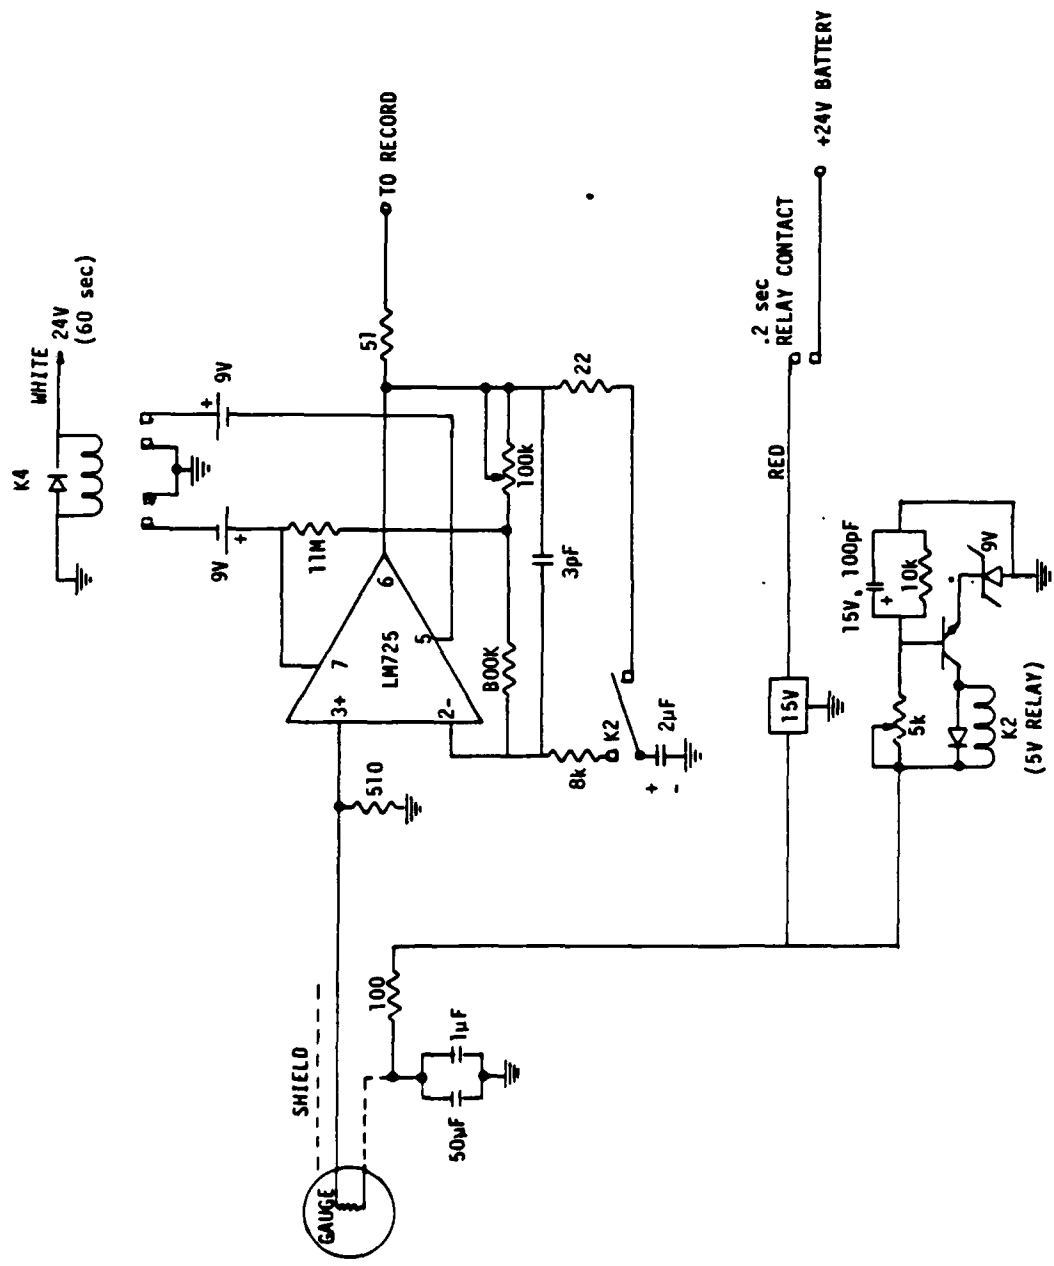 K4
WHITE
24V
(60 sec)
9V
+
9V
+
11M
7
6
LM725
5
3+
2-
51
TO RECORD
100k
B00K
3pF
22
8k
K2
+
-
2μF
510
SHIELD
GAUGE
100
50μF
1μF
.2 sec
RELAY CONTACT
+24V BATTERY
RED
15V
15V, 100pF
+
10k
9V
5k
K2
(5V RELAY)